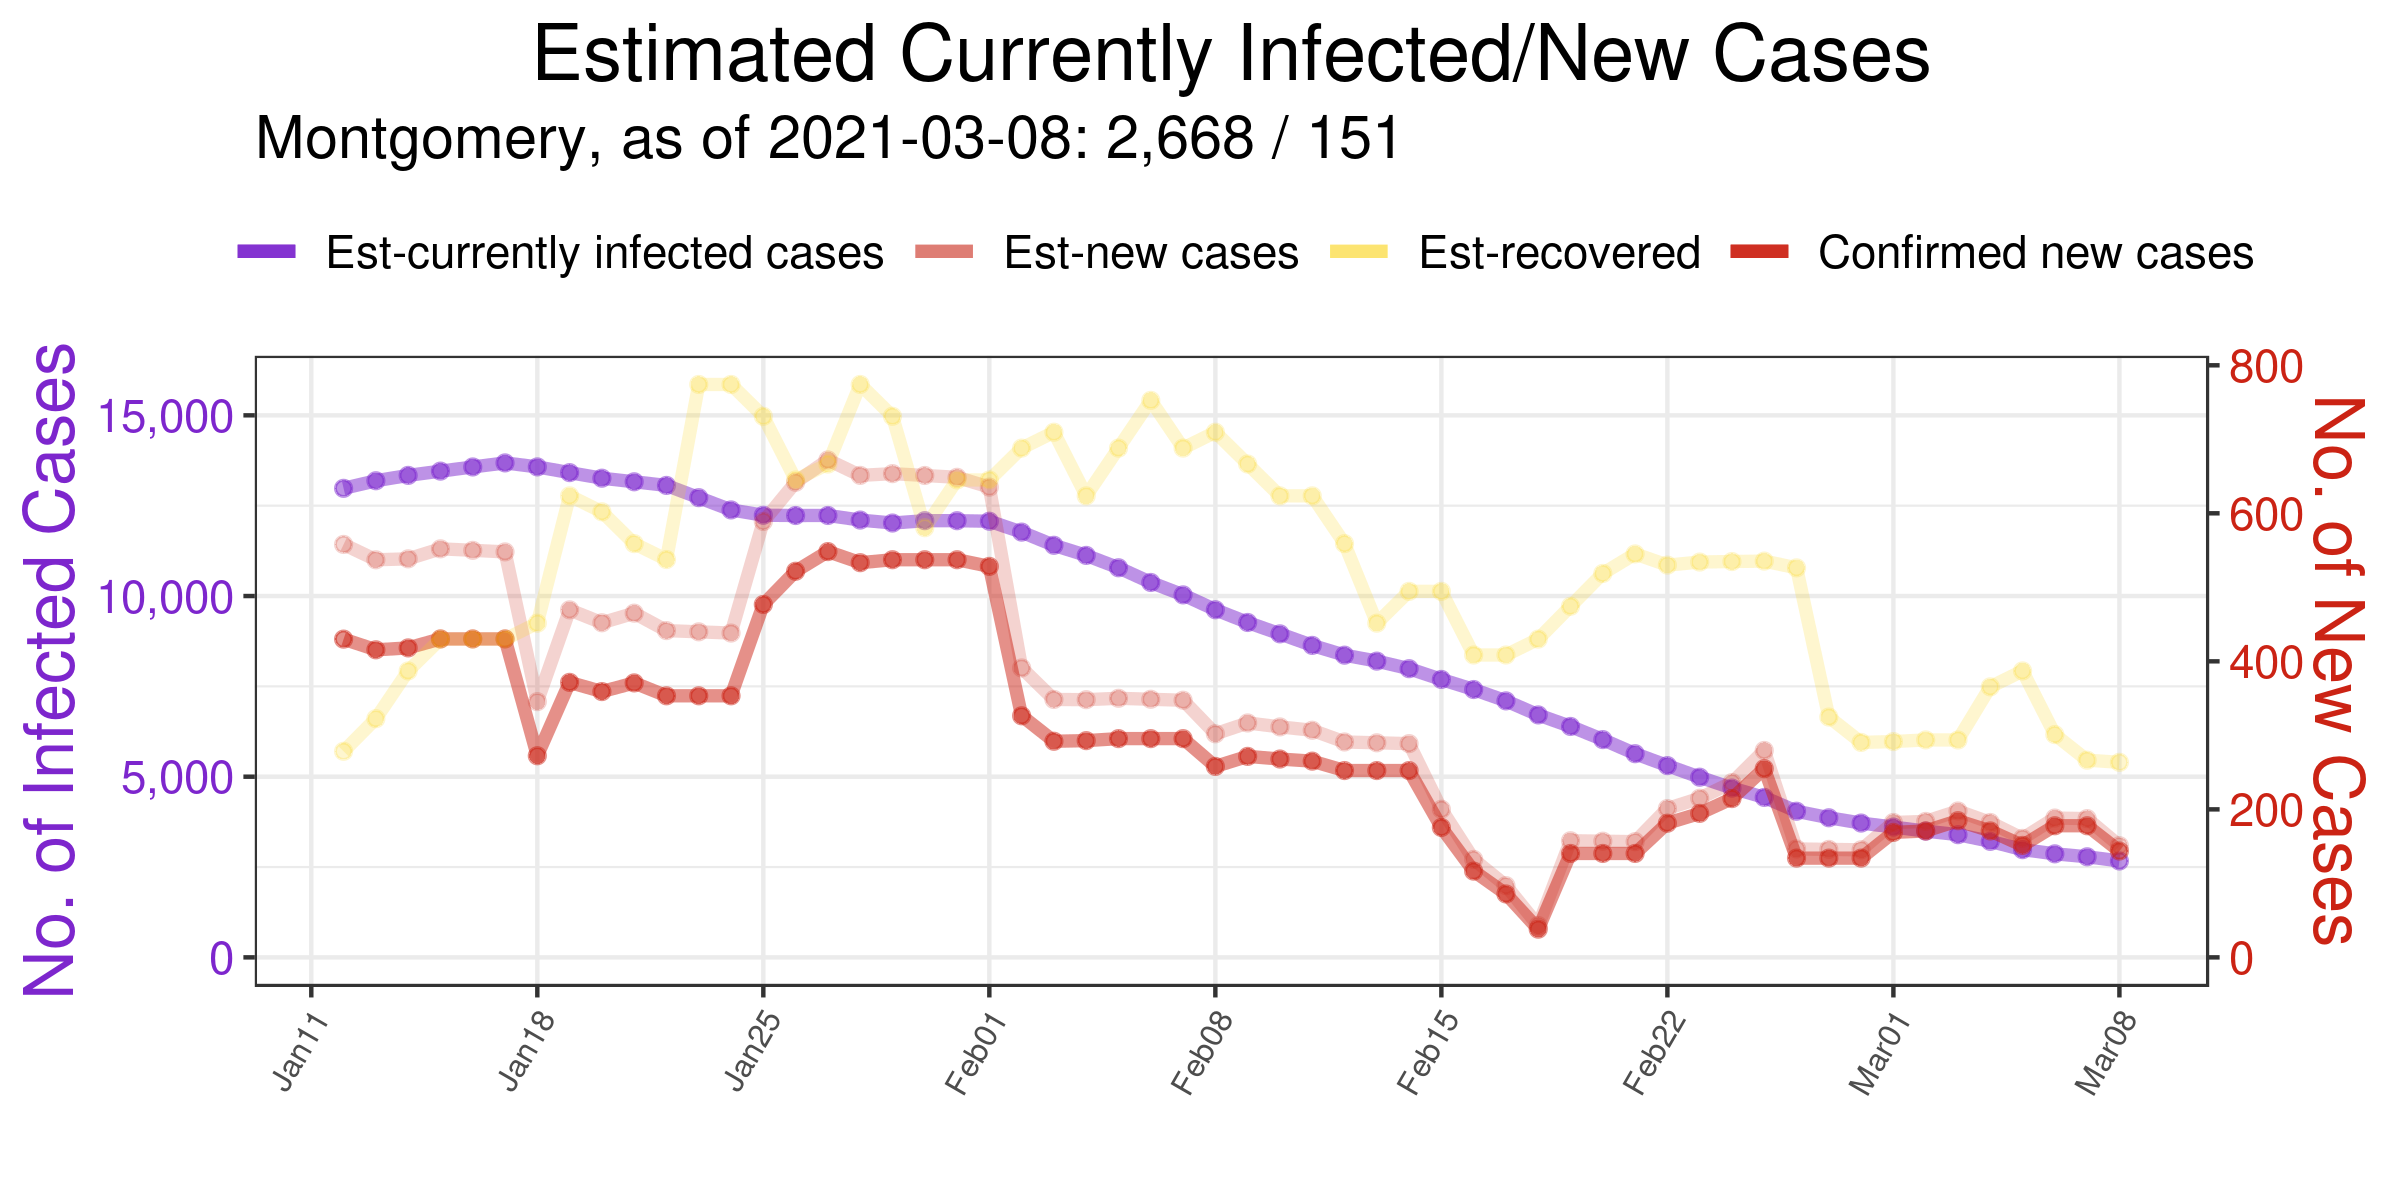 Estimated Currently Infected/New Cases
Montgomery, as of 2021-03-08: 2,668 / 151
Est-currently infected cases Est-new cases Est-recovered Confirmed new cases
No. of Infected Cases
15,000
10,000
5,000
0
800
600
400
200
0
No. of New Cases
Jan11 Jan18 Jan25 Feb01 Feb08 Feb15 Feb22 Mar01 Mar08